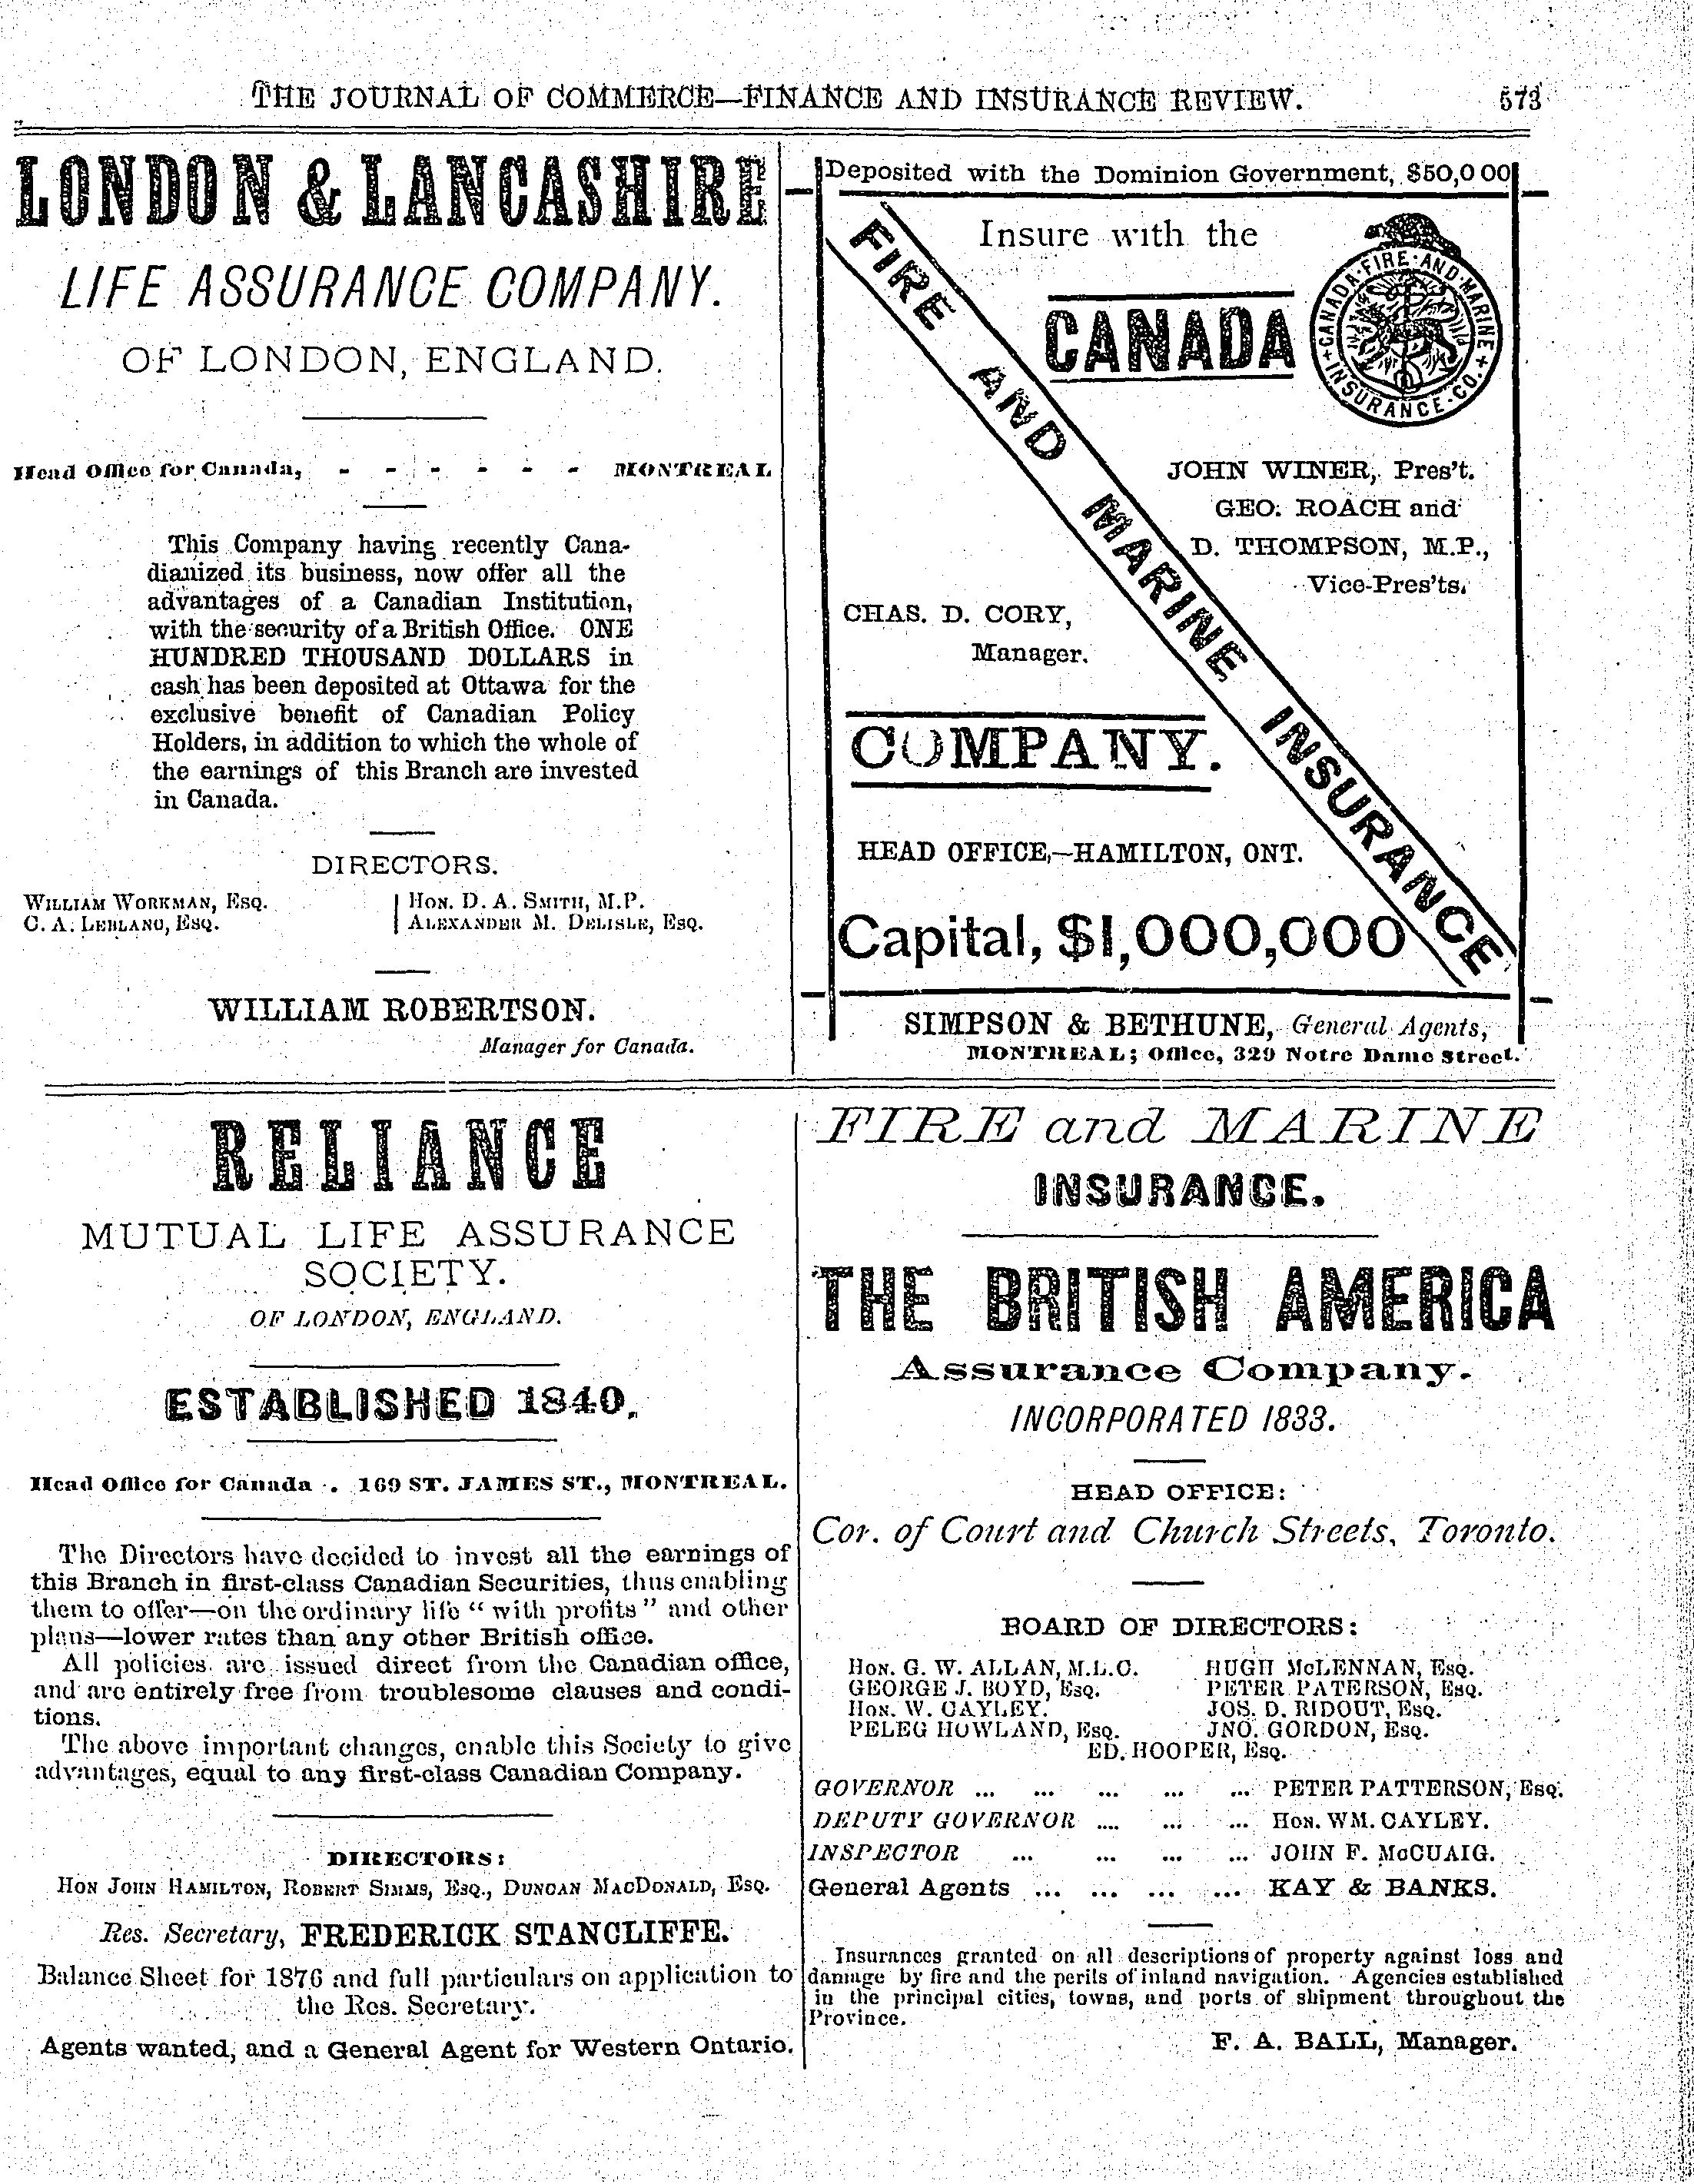 THE JOURNAL OF COMMERCE—FINANCE AND INSURANCE REVIEW. 573
LONDON & LANCASHIRE
LIFE ASSURANCE COMPANY.
OF LONDON, ENGLAND.
Head Office for Canada, - - - - - - MONTREAL
This Company having recently Cana-
dianized its business, now offer all the
advantages of a Canadian Institution,
with the security of a British Office. ONE
HUNDRED THOUSAND DOLLARS in
cash has been deposited at Ottawa for the
exclusive benefit of Canadian Policy
Holders, in addition to which the whole of
the earnings of this Branch are invested
in Canada.
DIRECTORS.
WILLIAM WORKMAN, ESQ. HON. D. A. SMITH, M.P.
C. A. LEBLANC, ESQ. ALEXANDER M. DELISLE, ESQ.
WILLIAM ROBERTSON.
Manager for Canada.
Deposited with the Dominion Government, $50,000
Insure with the
CANADA
CANADA·FIRE·AND·MARINE+INSURANCE·CO.+
FIRE AND MARINE INSURANCE
JOHN WINER, Pres't.
GEO. ROACH and
D. THOMPSON, M.P.,
Vice-Pres'ts.
CHAS. D. CORY,
Manager.
COMPANY.
HEAD OFFICE,—HAMILTON, ONT.
Capital, $1,000,000
SIMPSON & BETHUNE, General Agents,
MONTREAL; Office, 329 Notre Dame Street.
RELIANCE
MUTUAL LIFE ASSURANCE
SOCIETY.
OF LONDON, ENGLAND.
ESTABLISHED 1840.
Head Office for Canada . 169 ST. JAMES ST., MONTREAL.
The Directors have decided to invest all the earnings of
this Branch in first-class Canadian Securities, thus enabling
them to offer—on the ordinary life "with profits" and other
plans—lower rates than any other British office.
All policies are issued direct from the Canadian office,
and are entirely free from troublesome clauses and condi-
tions.
The above important changes, enable this Society to give
advantages, equal to any first-class Canadian Company.
DIRECTORS:
HON JOHN HAMILTON, ROBERT SIMMS, ESQ., DUNCAN MACDONALD, ESQ.
Res. Secretary, FREDERICK STANCLIFFE.
Balance Sheet for 1876 and full particulars on application to
the Res. Secretary.
Agents wanted, and a General Agent for Western Ontario.
FIRE and MARINE
INSURANCE.
THE BRITISH AMERICA
Assurance Company.
INCORPORATED 1833.
HEAD OFFICE:
Cor. of Court and Church Streets, Toronto.
BOARD OF DIRECTORS:
HON. G. W. ALLAN, M.L.C. HUGH McLENNAN, ESQ.
GEORGE J. BOYD, ESQ. PETER PATERSON, ESQ.
HON. W. CAYLEY. JOS. D. RIDOUT, ESQ.
PELEG HOWLAND, ESQ. JNO. GORDON, ESQ.
ED. HOOPER, ESQ.
GOVERNOR ... ... ... ... ... PETER PATTERSON, Esq.
DEPUTY GOVERNOR .... ... ... HON. WM. CAYLEY.
INSPECTOR ... ... ... ... JOHN F. McCUAIG.
General Agents ... ... ... ... KAY & BANKS.
Insurances granted on all descriptions of property against loss and
damage by fire and the perils of inland navigation. Agencies established
in the principal cities, towns, and ports of shipment throughout the
Province.
F. A. BALL, Manager.